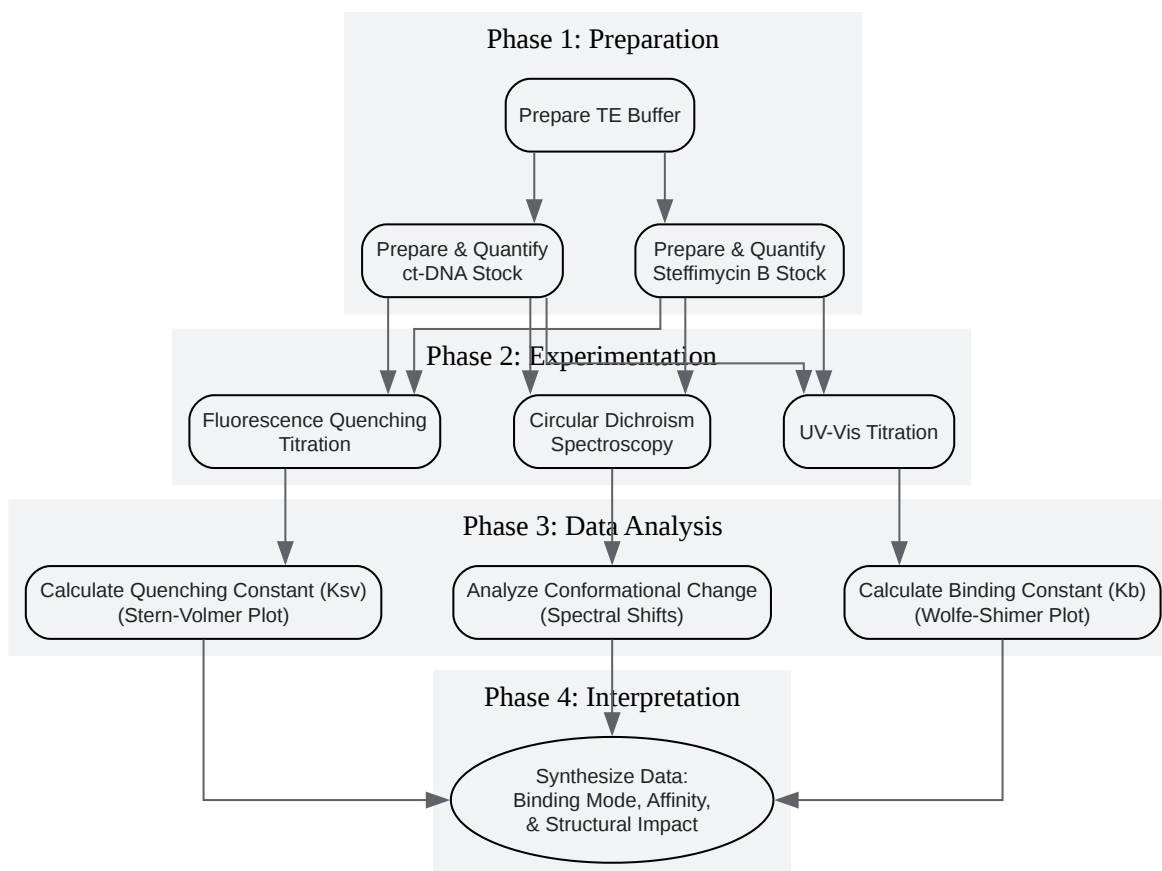 Phase 1: Preparation
Prepare TE Buffer
Prepare & Quantify
ct-DNA Stock
Prepare & Quantify
Steffimycin B Stock
Phase 2: Experimentation
Fluorescence Quenching
Titration
Circular Dichroism
Spectroscopy
UV-Vis Titration
Phase 3: Data Analysis
Calculate Quenching Constant (Ksv)
(Stern-Volmer Plot)
Analyze Conformational Change
(Spectral Shifts)
Calculate Binding Constant (Kb)
(Wolfe-Shimer Plot)
Phase 4: Interpretation
Synthesize Data:
Binding Mode, Affinity,
& Structural Impact